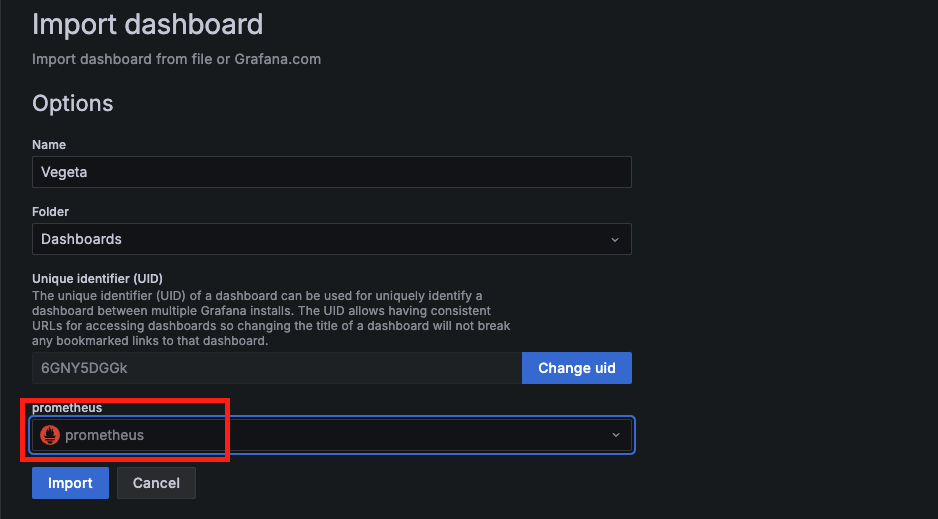 Import dashboard
Import dashboard from file or Grafana.com
Options
Name
Vegeta
Folder
Dashboards
Unique identifier (UID)
The unique identifier (UID) of a dashboard can be used for uniquely identify a
dashboard between multiple Grafana installs. The UID allows having consistent
URLs for accessing dashboards so changing the title of a dashboard will not break
any bookmarked links to that dashboard.
6GNY5DGGk
Change uid
prometheus
prometheus
Import
Cancel